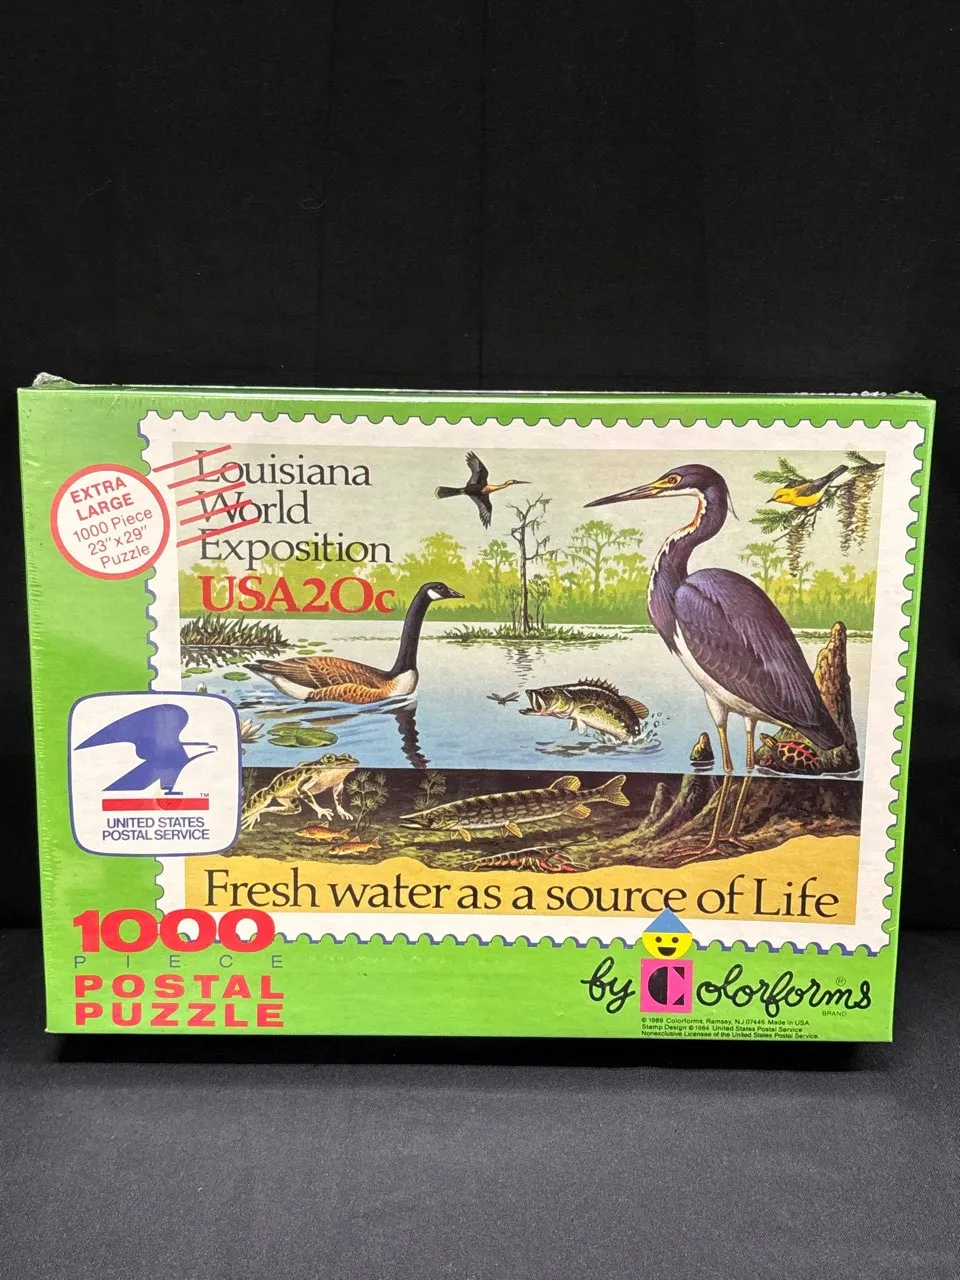 EXTRA
LARGE
1000 Piece
23"x29"
Puzzle
Louisiana
World
Exposition
USA20c
UNITED STATES
POSTAL SERVICE
TM
Fresh water as a source of Life
1000
PIECE
POSTAL
PUZZLE
by Colorforms ®
BRAND
© 1989 Colorforms, Ramsey, NJ 07446 Made in USA
Stamp Design © 1984 United States Postal Service
Nonexclusive Licensee of the United States Postal Service.